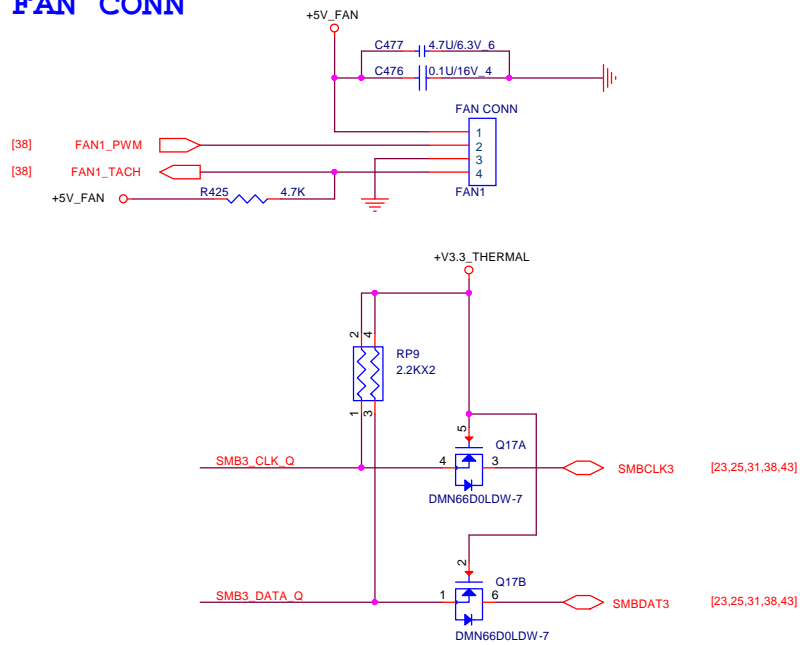 FAN CONN
+5V_FAN
C477 4.7U/6.3V_6
C476 0.1U/16V_4
FAN CONN
1
[38] FAN1_PWM 2
3
[38] FAN1_TACH 4
R425 4.7K FAN1
+5V_FAN
+V3.3_THERMAL
2 4
RP9
2.2KX2
1 3 5
Q17A
SMB3_CLK_Q 4 3 SMBCLK3 [23,25,31,38,43]
DMN66D0LDW-7
2
Q17B
SMB3_DATA_Q 1 6 SMBDAT3 [23,25,31,38,43]
DMN66D0LDW-7